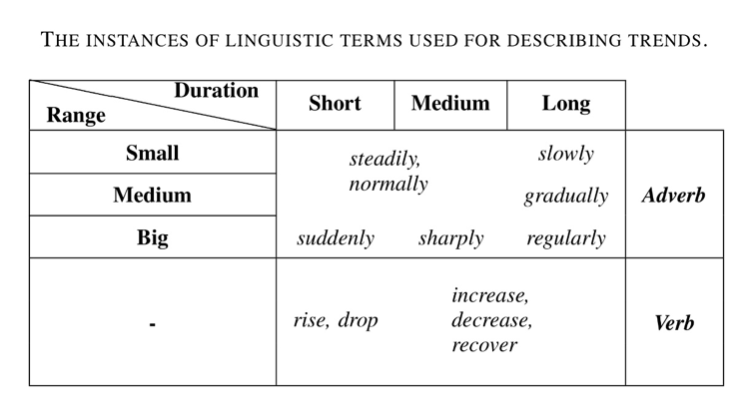 THE INSTANCES OF LINGUISTIC TERMS USED FOR DESCRIBING TRENDS.
Duration
Range
Short Medium Long
Small
steadily,
normally
slowly
Medium
gradually
Adverb
Big
suddenly sharply regularly
-
rise, drop
increase,
decrease,
recover
Verb